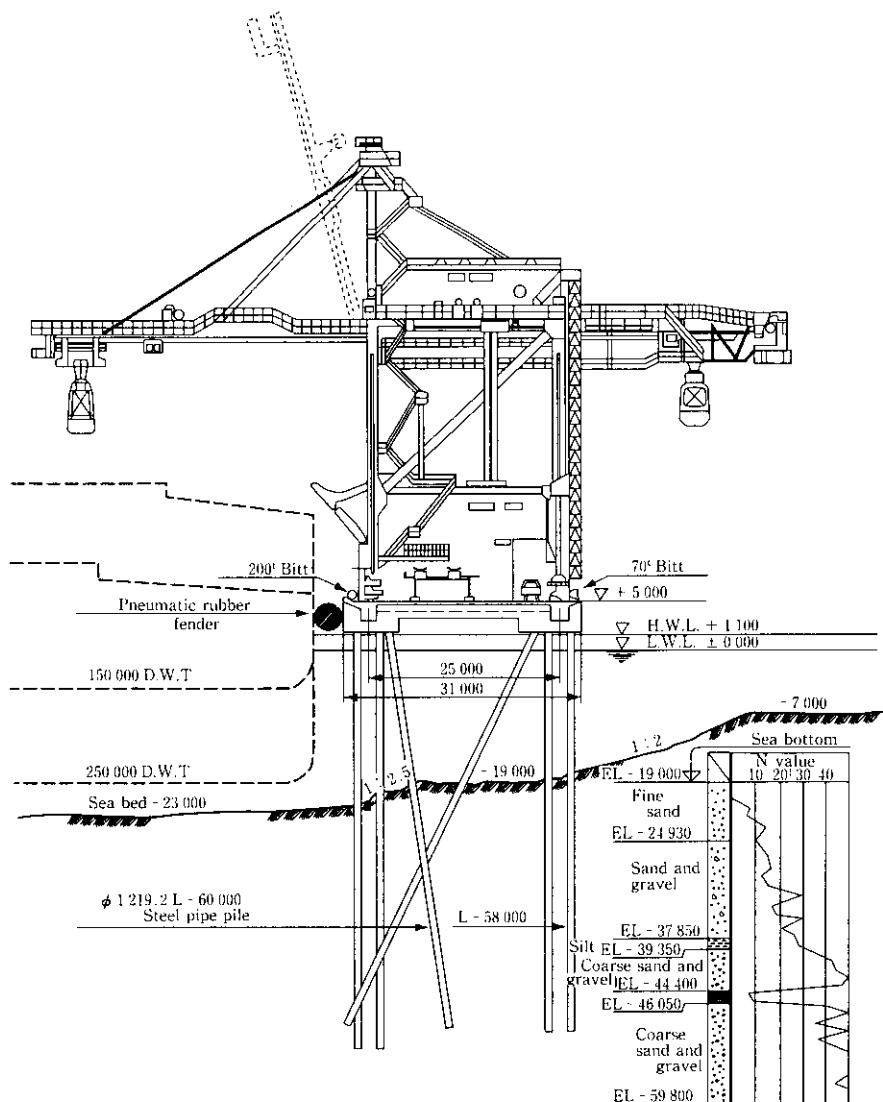 200t Bitt
70t Bitt
+ 5 000
Pneumatic rubber
fender
H.W.L. + 1 100
L.W.L. ± 0 000
150 000 D.W.T
25 000
31 000
- 7 000
1 : 2
Sea bottom
250 000 D.W.T
1 : 2.5
- 19 000
EL - 19 000
N value
10 20 30 40
Sea bed - 23 000
Fine
sand
EL - 24 930
Sand and
gravel
φ 1 219.2 L - 60 000
Steel pipe pile
L - 58 000
EL - 37 850
Silt
EL - 39 350
Coarse sand and
gravel
EL - 44 400
EL - 46 050
Coarse
sand and
gravel
EL - 59 800